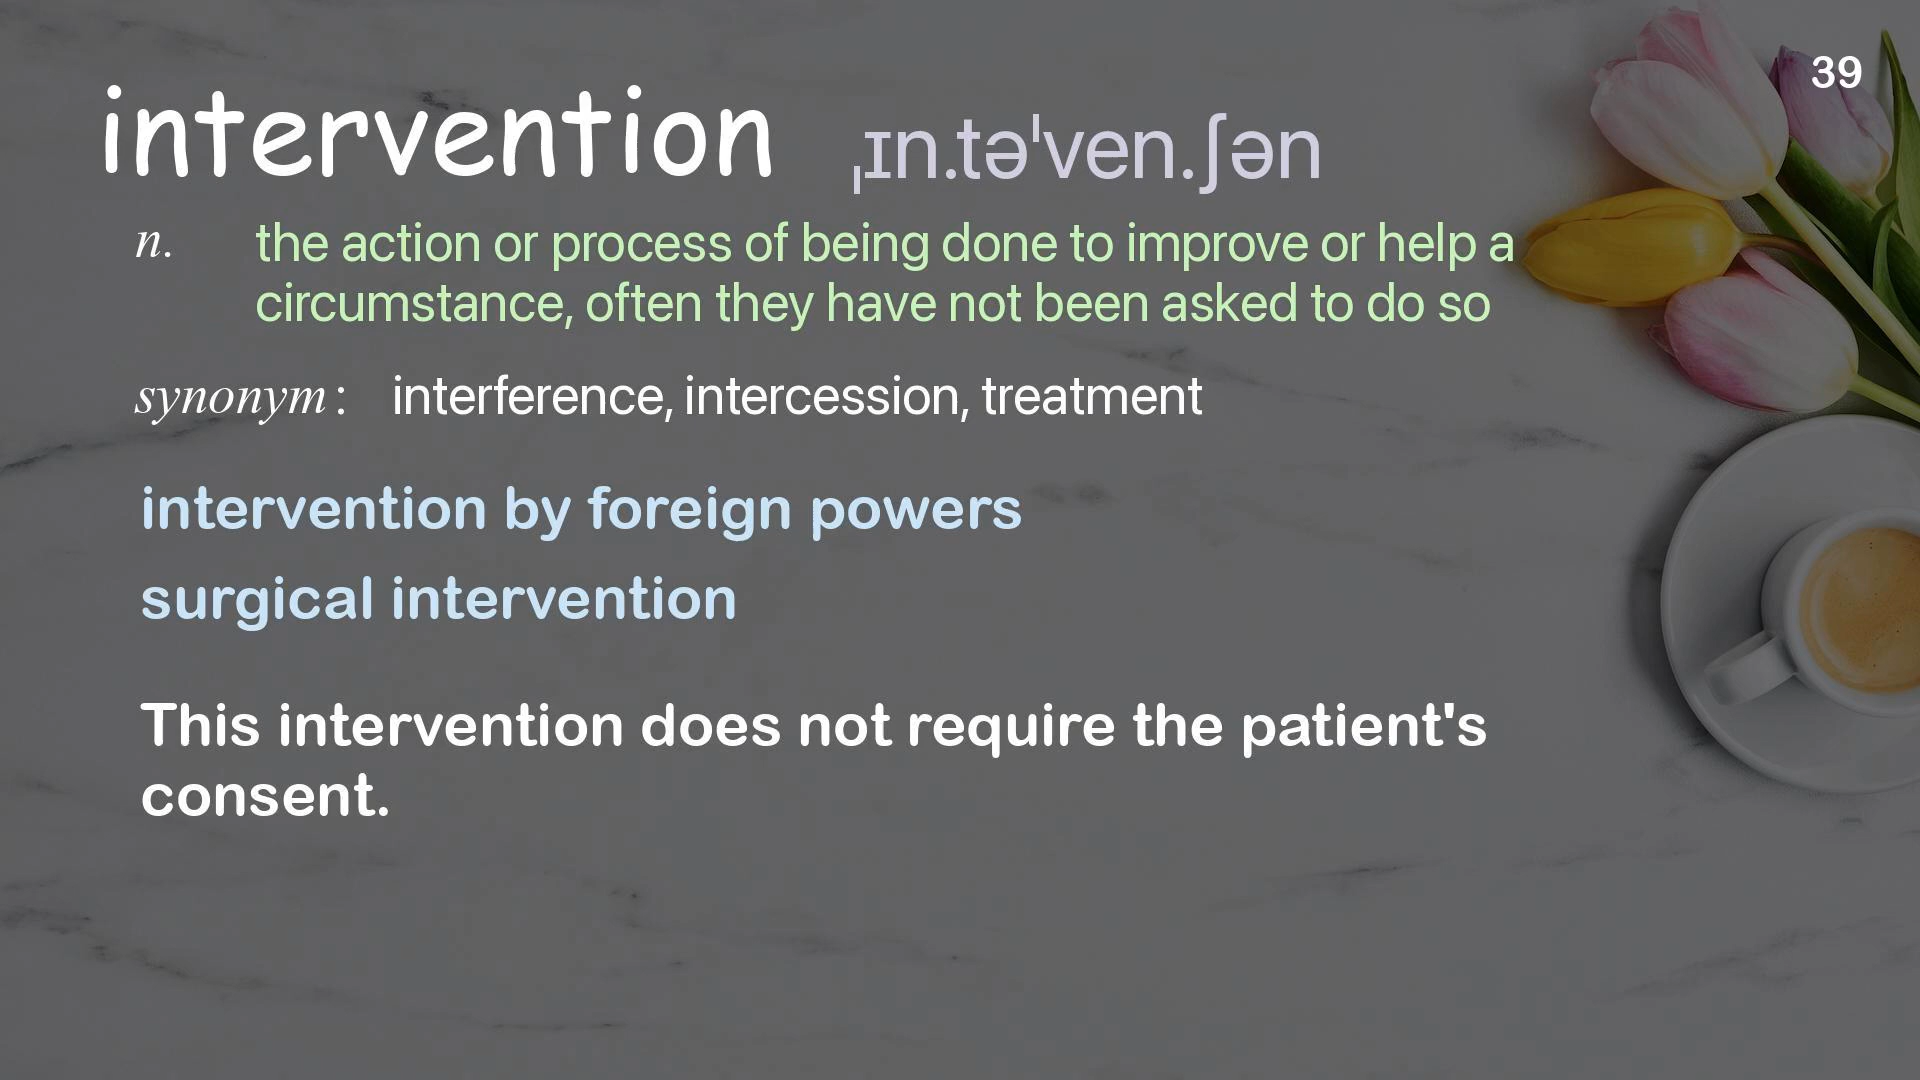 39
intervention ˌɪn.təˈven.ʃən
n. the action or process of being done to improve or help a
circumstance, often they have not been asked to do so
synonym : interference, intercession, treatment
intervention by foreign powers
surgical intervention
This intervention does not require the patient's
consent.